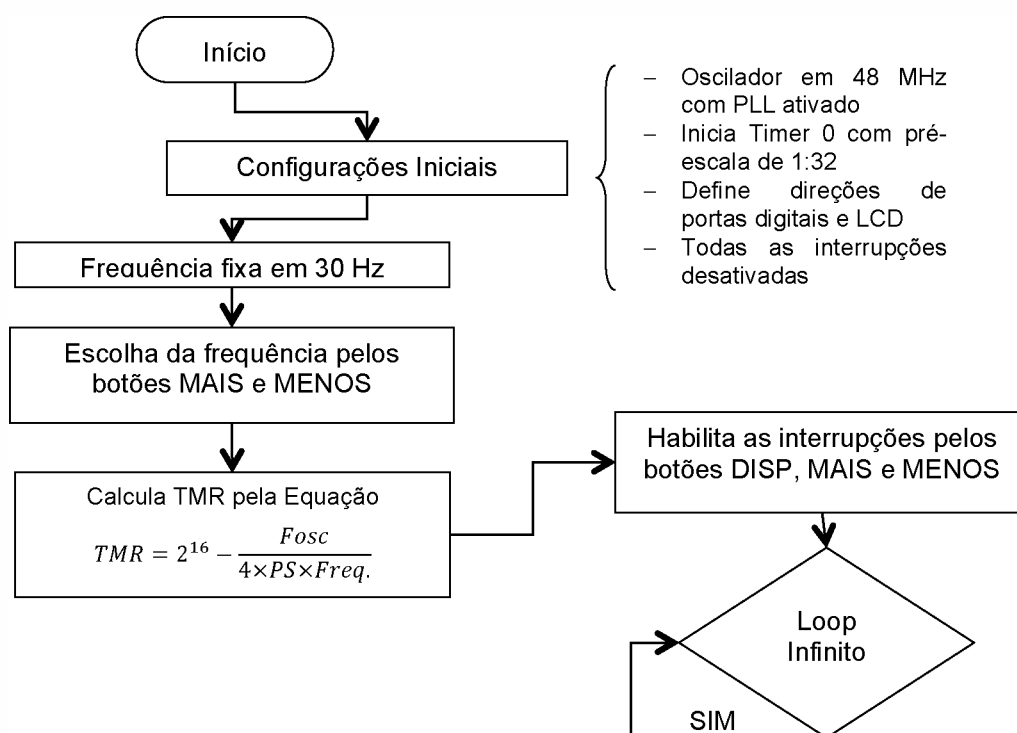 Início
Configurações Iniciais
– Oscilador em 48 MHz
com PLL ativado
– Inicia Timer 0 com pré-
escala de 1:32
– Define direções de
portas digitais e LCD
– Todas as interrupções
desativadas
Frequência fixa em 30 Hz
Escolha da frequência pelos
botões MAIS e MENOS
Calcula TMR pela Equação
TMR = 2¹⁶ − Fosc / 4×PS×Freq.
Habilita as interrupções pelos
botões DISP, MAIS e MENOS
Loop
Infinito
SIM